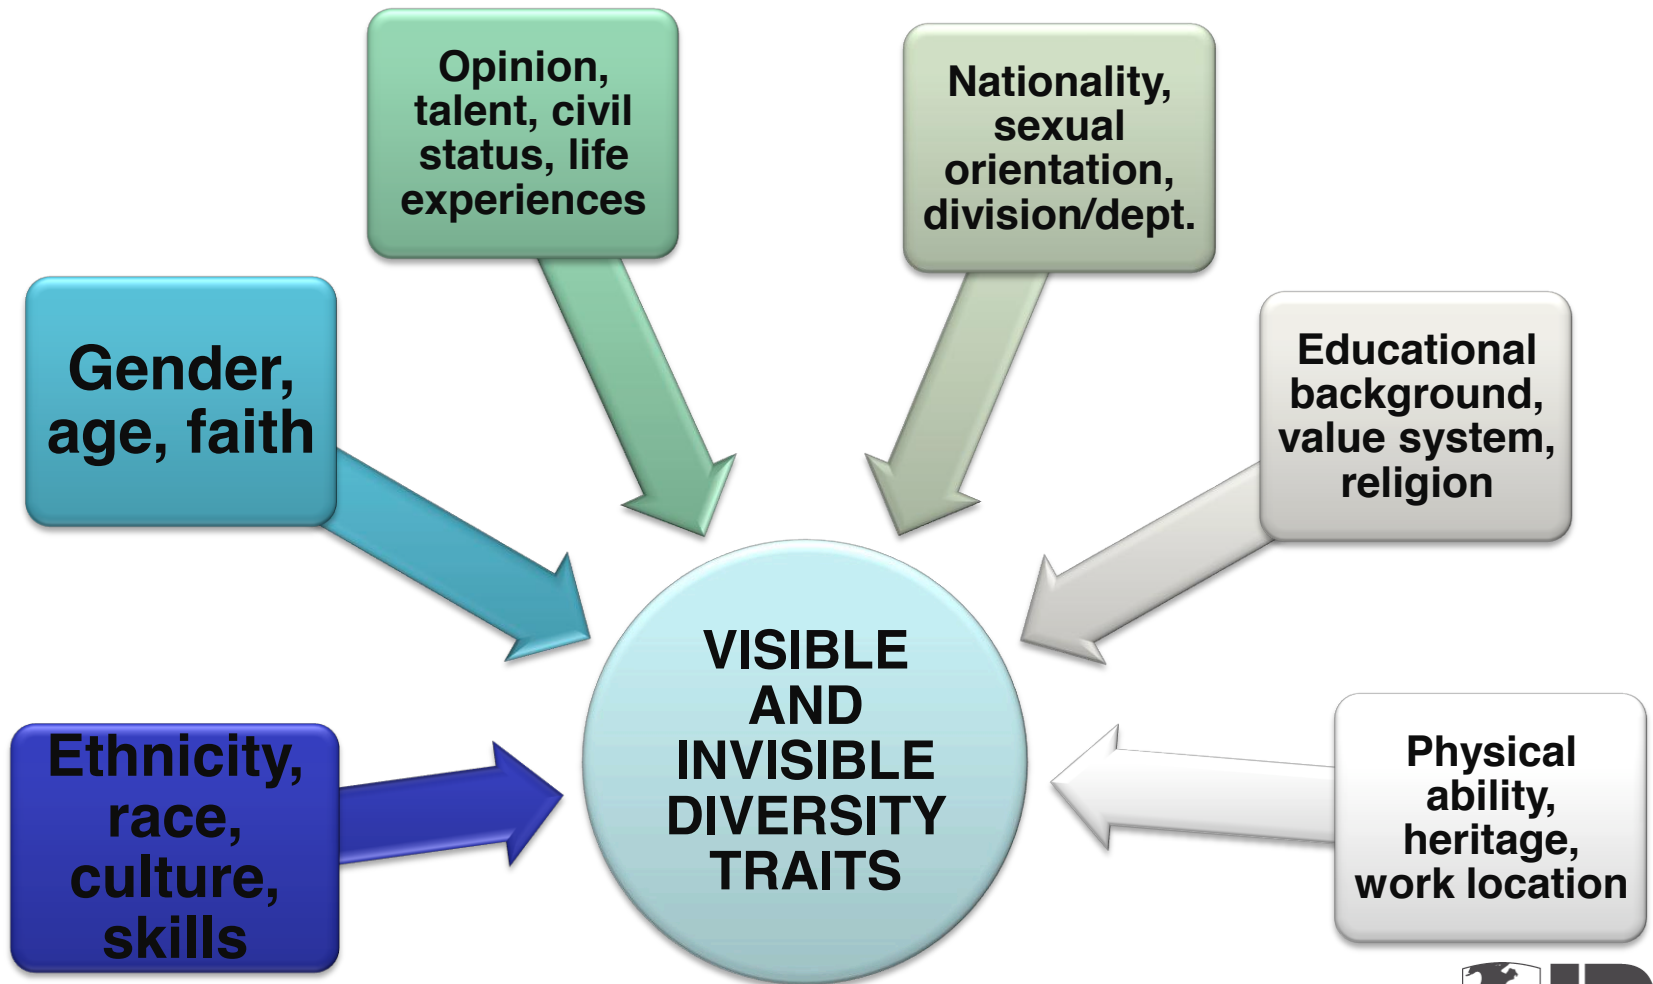 Opinion,
talent, civil
status, life
experiences
Nationality,
sexual
orientation,
division/dept.
Gender,
age, faith
Educational
background,
value system,
religion
Ethnicity,
race,
culture,
skills
VISIBLE
AND
INVISIBLE
DIVERSITY
TRAITS
Physical
ability,
heritage,
work location